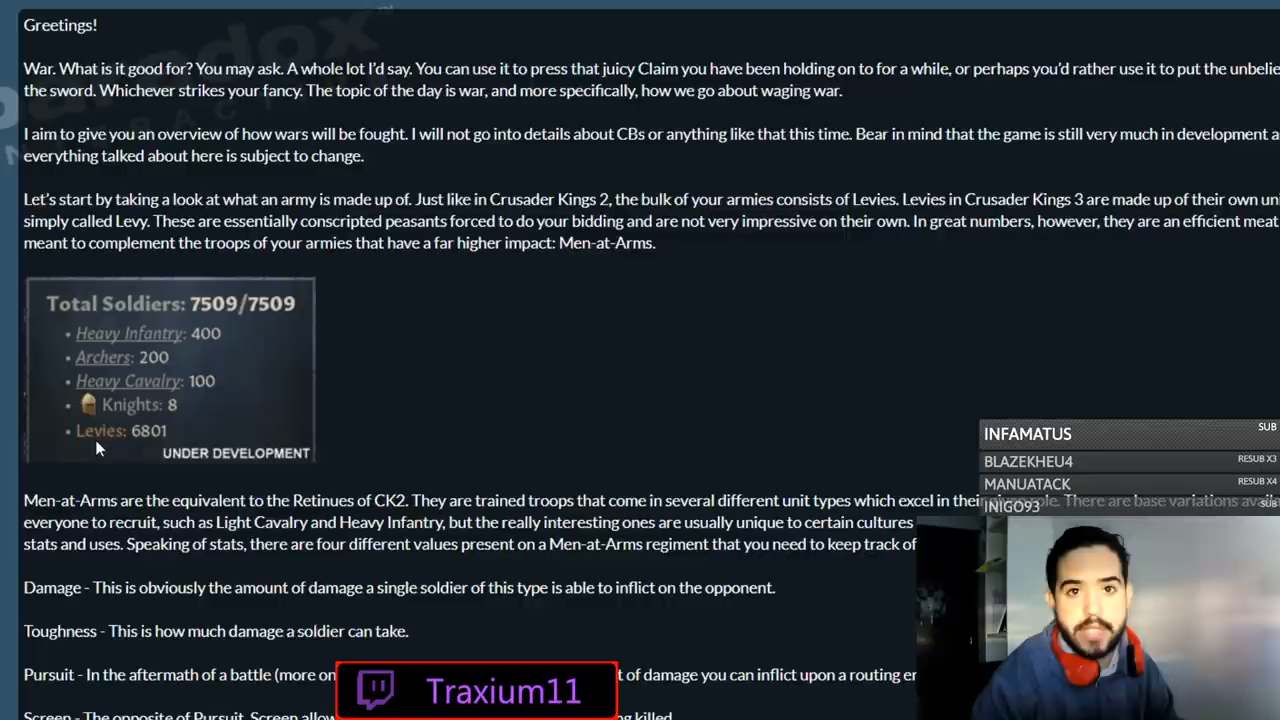 Greetings!
War. What is it good for? You may ask. A whole lot I'd say. You can use it to press that juicy Claim you have been holding on to for a while, or perhaps you'd rather use it to put the
the sword. Whichever strikes your fancy. The topic of the day is war, and more specifically, how we go about waging war.
I aim to give you an overview of how wars will be fought. I will not go into details about CBs or anything like that this time. Bear in mind that the game is still very much in development
everything talked about here is subject to change.
Let's start by taking a look at what an army is made up of. Just like in Crusader Kings 2, the bulk of your armies consists of Levies. Levies in Crusader Kings 3 are made up of their own
simply called Levy. These are essentially conscripted peasants forced to do your bidding and are not very impressive on their own. In great numbers, however, they are an efficient meat
meant to complement the troops of your armies that have a far higher impact: Men-at-Arms.
Total Soldiers: 7509/7509
• Heavy Infantry: 400
• Archers: 200
• Heavy Cavalry: 100
• Knights: 8
• Levies: 6801
UNDER DEVELOPMENT
INFAMATUS SUB
BLAZEKHEU4 RESUB X3
MANUATACK RESUB X4
INIGO93 SUB
Men-at-Arms are the equivalent to the Retinues of CK2. They are trained troops that come in several different unit types which excel in their role. There are base variations
everyone to recruit, such as Light Cavalry and Heavy Infantry, but the really interesting ones are usually unique to certain cultures
stats and uses. Speaking of stats, there are four different values present on a Men-at-Arms regiment that you need to keep track of
Damage - This is obviously the amount of damage a single soldier of this type is able to inflict on the opponent.
Toughness - This is how much damage a soldier can take.
Pursuit - In the aftermath of a battle (more on t of damage you can inflict upon a routing
Screen - The opposite of Pursuit. Screen killed
Traxium11